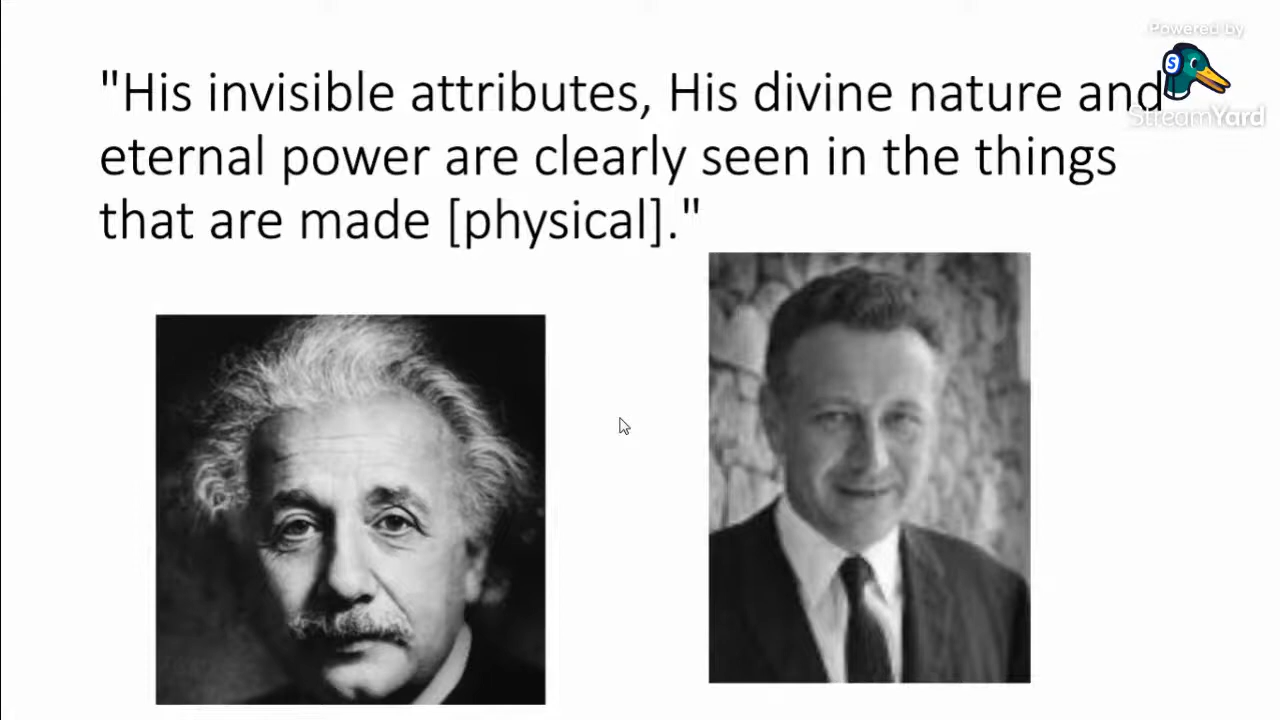 "His invisible attributes, His divine nature and
eternal power are clearly seen in the things
that are made [physical]."
Powered by
S
StreamYard